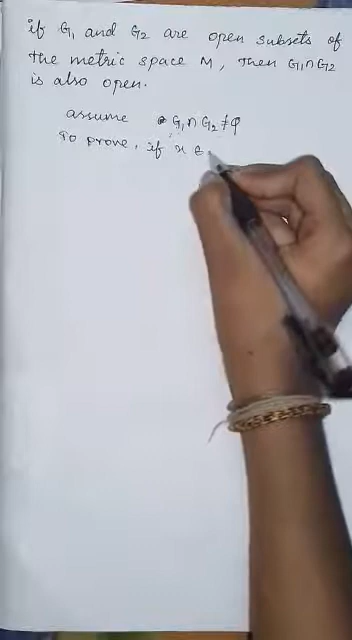 if G₁ and G₂ are open subsets of
the metric space M, then G₁∩G₂
is also open.
assume G₁∩G₂≠φ
To prove, if x ∈